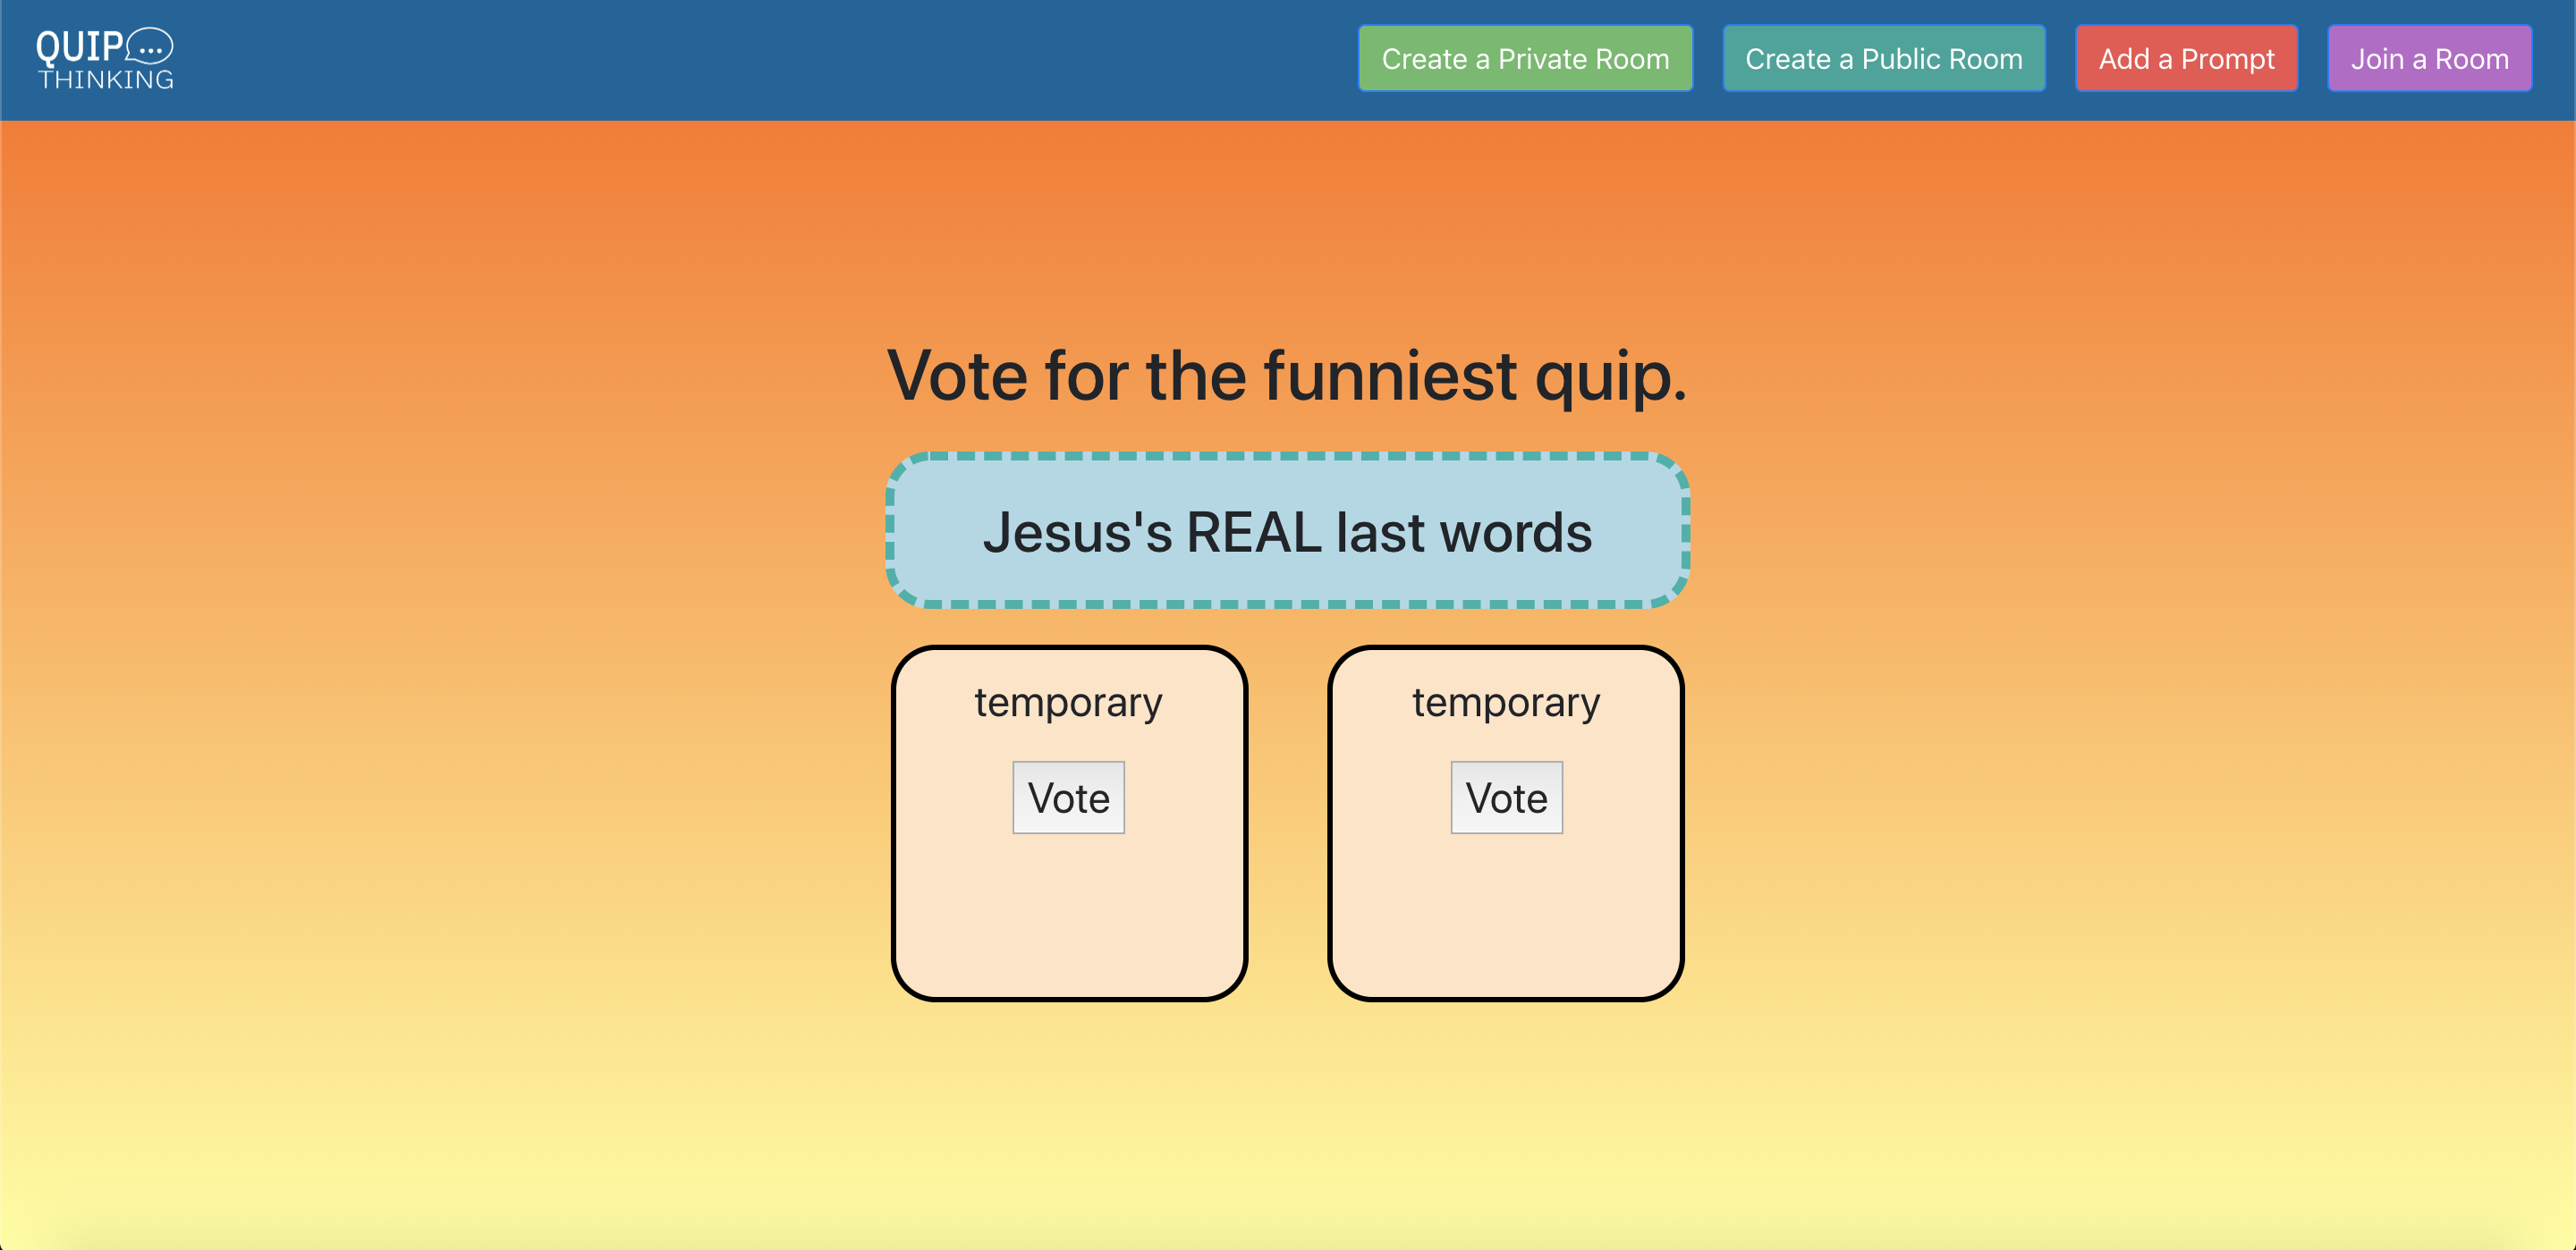 QUIP...
THINKING
Create a Private Room
Create a Public Room
Add a Prompt
Join a Room
Vote for the funniest quip.
Jesus's REAL last words
temporary
temporary
Vote
Vote